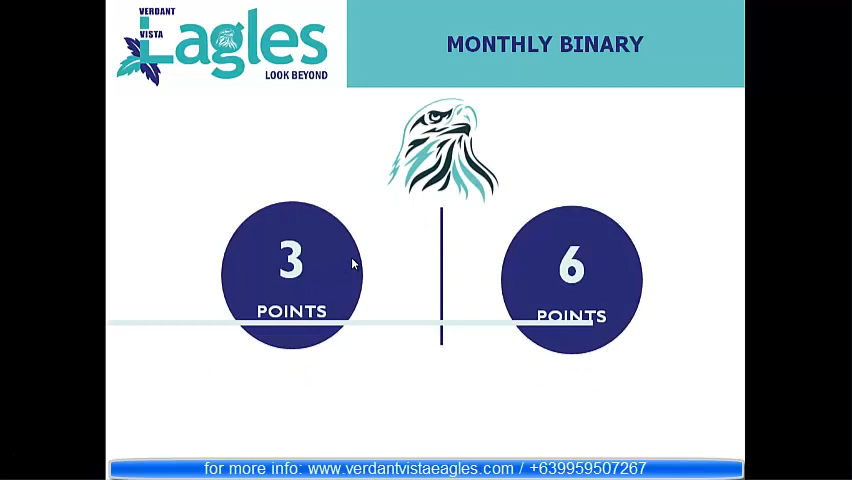 VERDANT
VISTA
Eagles
LOOK BEYOND
MONTHLY BINARY
3
POINTS
6
POINTS
for more info: www.verdantvistaeagles.com / +639959507267